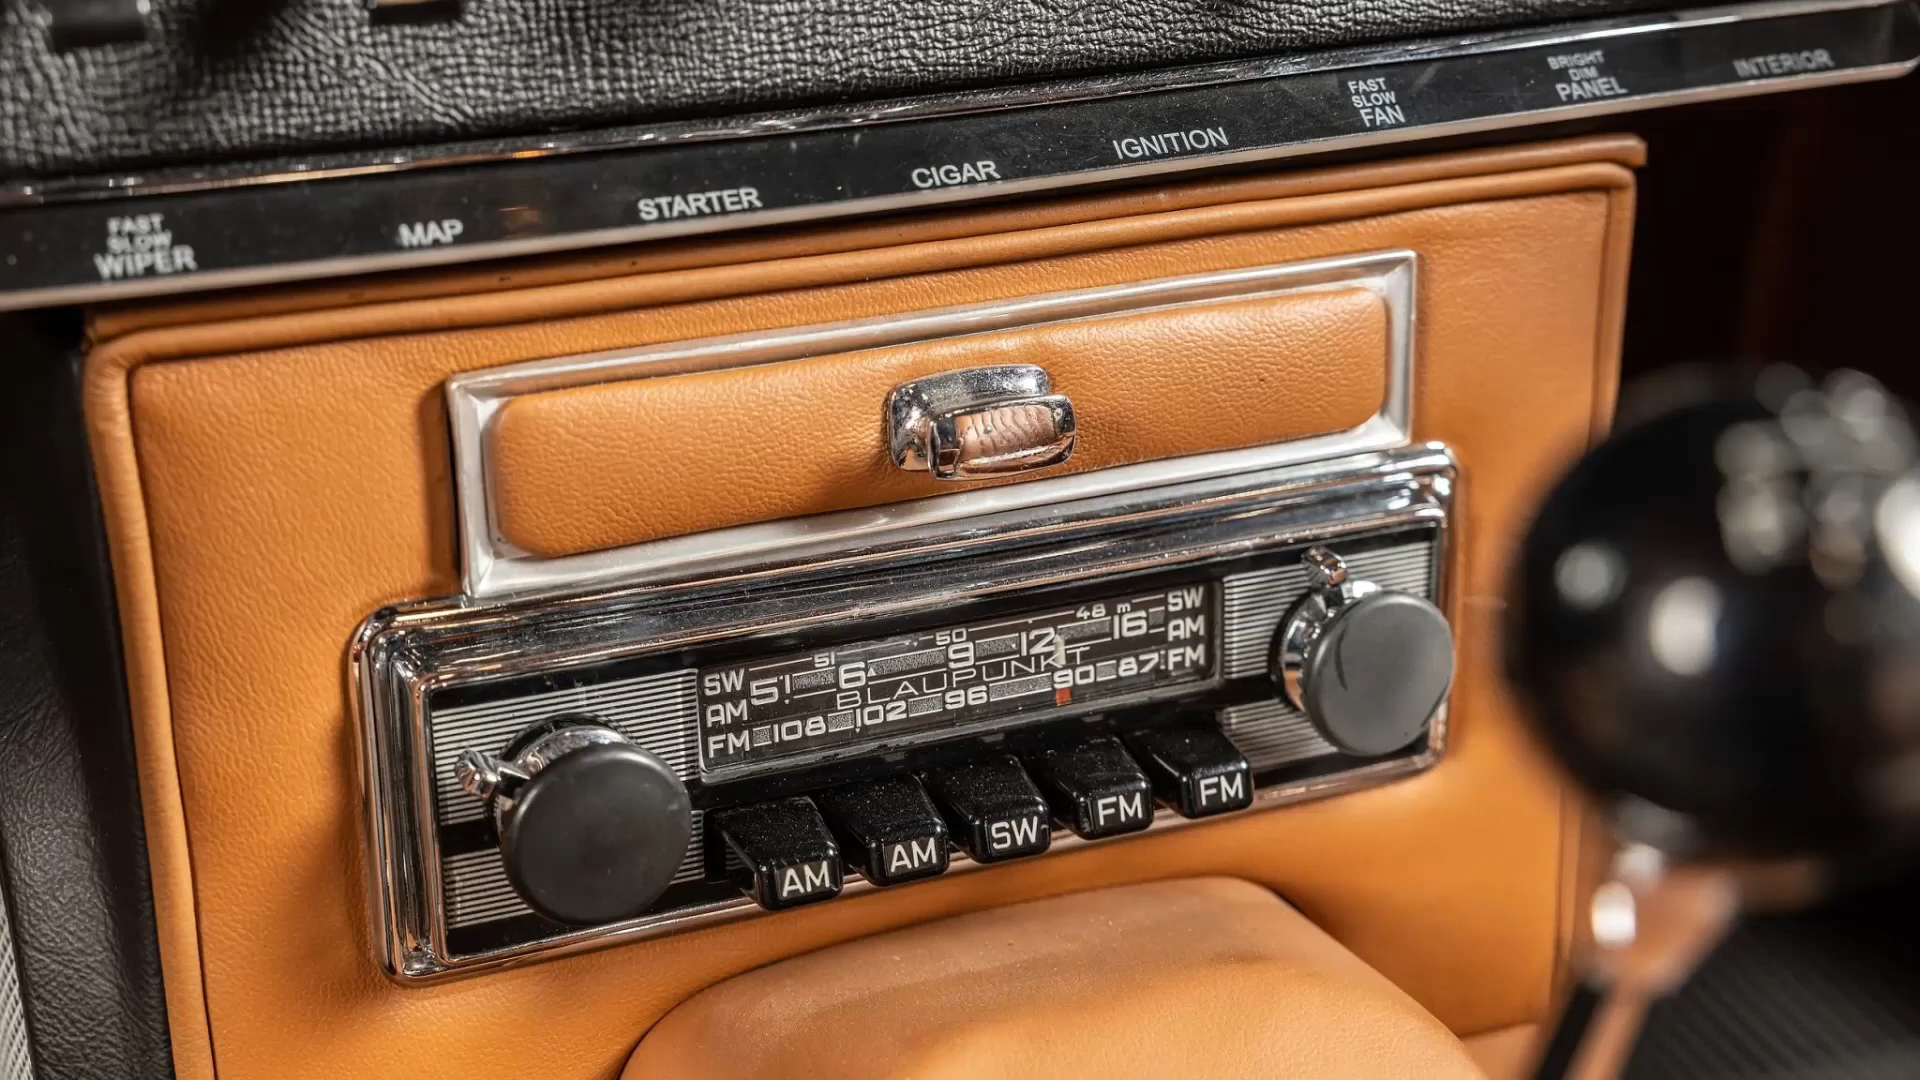 FAST
SLOW
WIPER
MAP
STARTER
CIGAR
IGNITION
FAST
SLOW
FAN
BRIGHT
DIM
PANEL
INTERIOR
SW 51 50 48 m SW
AM 51 6 9 12 16 AM
BLAUPUNKT
FM 108 102 96 90 87 FM
AM AM SW FM FM